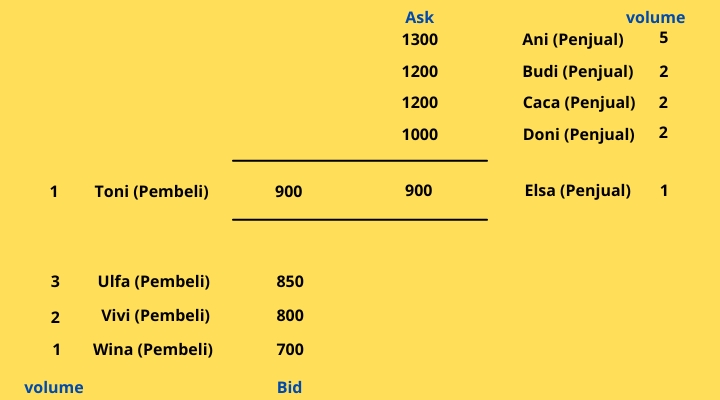 Ask volume
1300 Ani (Penjual) 5
1200 Budi (Penjual) 2
1200 Caca (Penjual) 2
1000 Doni (Penjual) 2
1 Toni (Pembeli) 900 900 Elsa (Penjual) 1
3 Ulfa (Pembeli) 850
2 Vivi (Pembeli) 800
1 Wina (Pembeli) 700
volume Bid